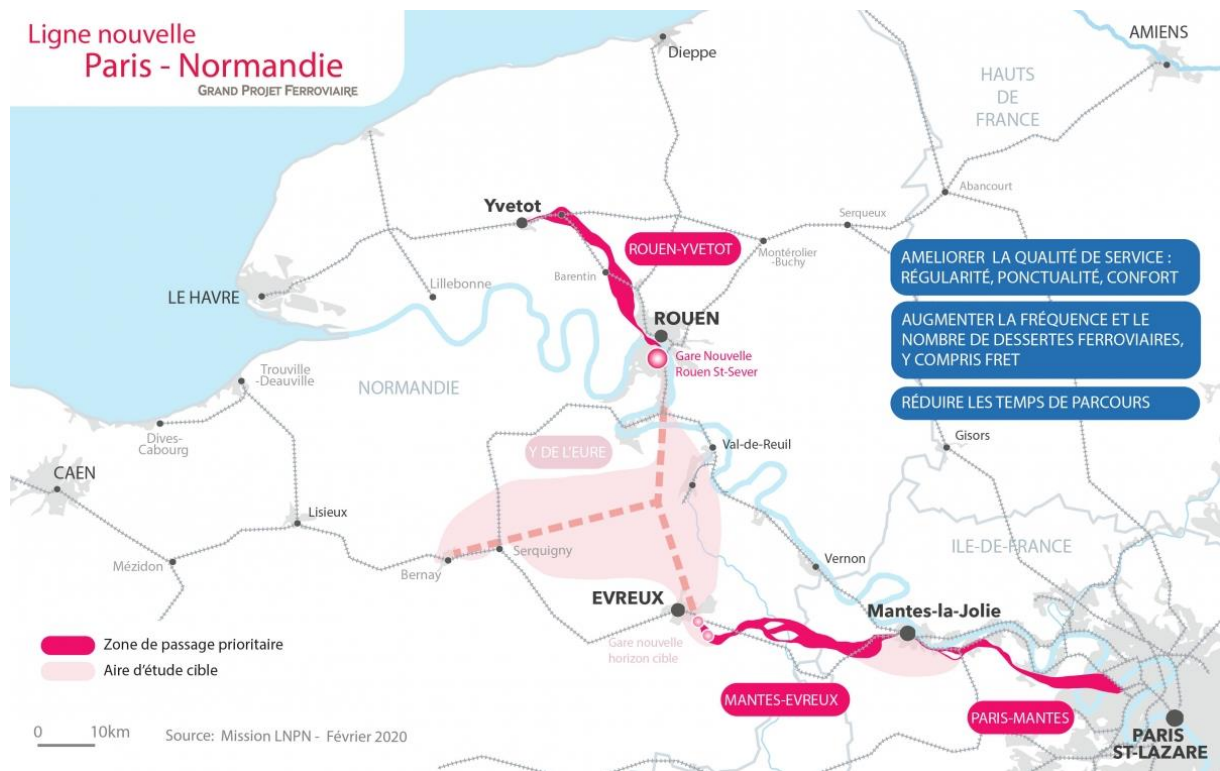 Ligne nouvelle
Paris - Normandie
GRAND PROJET FERROVIAIRE
Dieppe
AMIENS
HAUTS
DE
FRANCE
Abancourt
Yvetot
Serqueux
ROUEN-YVETOT
Montérolier
-Buchy
Barentin
LE HAVRE
Lillebonne
ROUEN
Gare Nouvelle
Rouen St-Sever
AMELIORER LA QUALITÉ DE SERVICE :
RÉGULARITÉ, PONCTUALITÉ, CONFORT
AUGMENTER LA FRÉQUENCE ET LE
NOMBRE DE DESSERTES FERROVIAIRES,
Y COMPRIS FRET
RÉDUIRE LES TEMPS DE PARCOURS
Trouville
-Deauville
NORMANDIE
Dives-
Cabourg
Y DE L'EURE
Val-de-Reuil
Gisors
CAEN
Lisieux
Mézidon
Bernay
Serquigny
Vernon
ILE-DE-FRANCE
EVREUX
Mantes-la-Jolie
Gare nouvelle
horizon cible
Zone de passage prioritaire
Aire d'étude cible
MANTES-EVREUX
PARIS-MANTES
PARIS
ST-LAZARE
0 10km
Source: Mission LNPN - Février 2020